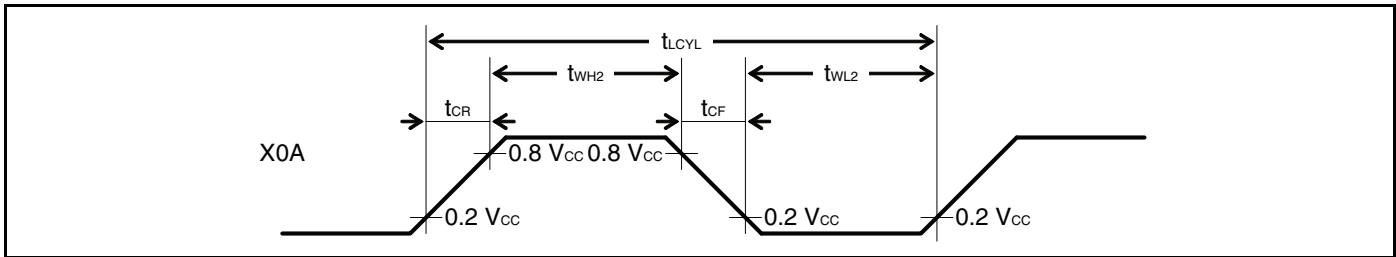 tLCYL
tWH2 tWL2
tCR tCF
X0A 0.8 VCC 0.8 VCC
0.2 VCC 0.2 VCC 0.2 VCC